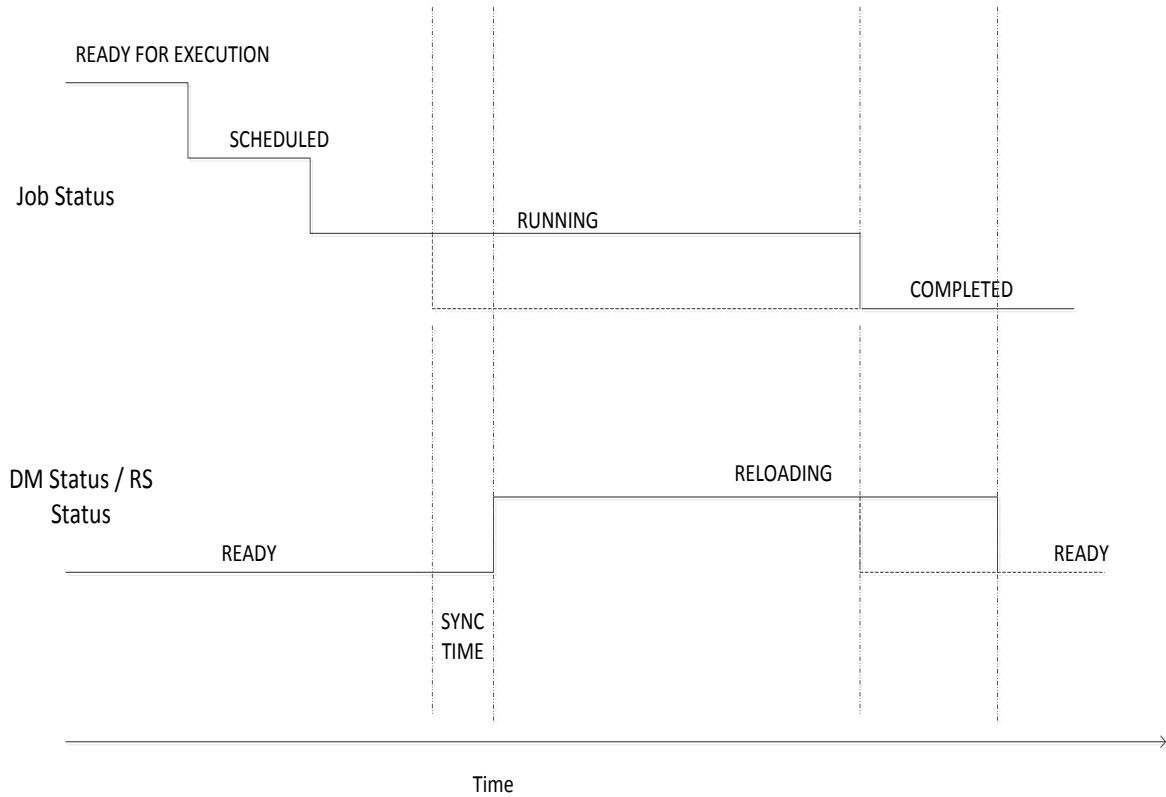 READY FOR EXECUTION
SCHEDULED
Job Status
RUNNING
COMPLETED
DM Status / RS
Status
RELOADING
READY
READY
SYNC
TIME
Time